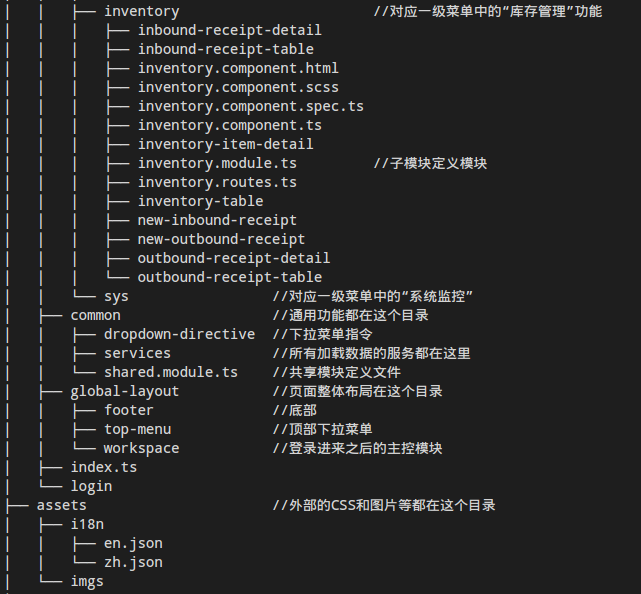 │   │   ├── inventory                       //对应一级菜单中的“库存管理”功能
│   │   │   ├── inbound-receipt-detail
│   │   │   ├── inbound-receipt-table
│   │   │   ├── inventory.component.html
│   │   │   ├── inventory.component.scss
│   │   │   ├── inventory.component.spec.ts
│   │   │   ├── inventory.component.ts
│   │   │   ├── inventory-item-detail
│   │   │   ├── inventory.module.ts         //子模块定义模块
│   │   │   ├── inventory.routes.ts
│   │   │   ├── inventory-table
│   │   │   ├── new-inbound-receipt
│   │   │   ├── new-outbound-receipt
│   │   │   ├── outbound-receipt-detail
│   │   │   └── outbound-receipt-table
│   │   └── sys                 //对应一级菜单中的“系统监控”
│   ├── common                  //通用功能都在这个目录
│   │   ├── dropdown-directive  //下拉菜单指令
│   │   ├── services            //所有加载数据的服务都在这里
│   │   └── shared.module.ts    //共享模块定义文件
│   ├── global-layout           //页面整体布局在这个目录
│   │   ├── footer              //底部
│   │   ├── top-menu            //顶部下拉菜单
│   │   └── workspace           //登录进来之后的主控模块
│   ├── index.ts
│   └── login
├── assets                      //外部的CSS和图片等都在这个目录
│   ├── i18n
│   │   ├── en.json
│   │   └── zh.json
│   └── imgs